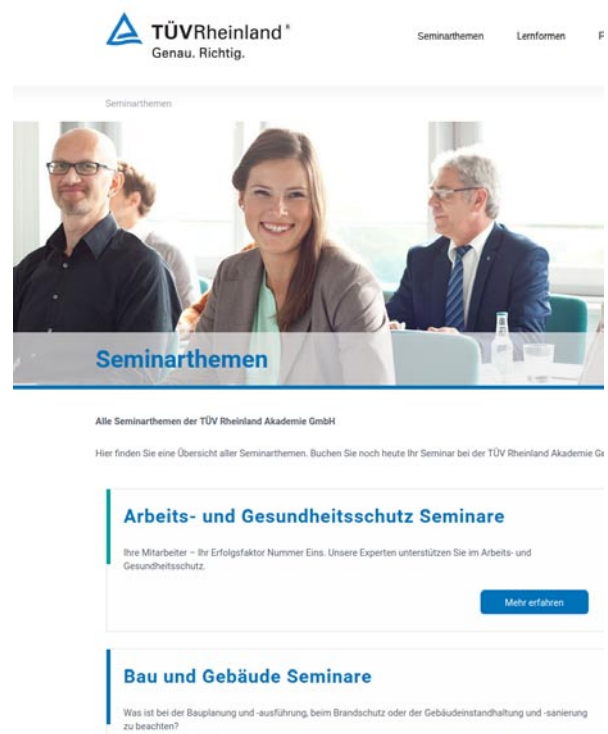 TÜVRheinland®
Genau. Richtig.
Seminarthemen Lernformen
Seminarthemen
Seminarthemen
Alle Seminarthemen der TÜV Rheinland Akademie GmbH
Hier finden Sie eine Übersicht aller Seminarthemen. Buchen Sie noch heute Ihr Seminar bei der TÜV Rheinland Akademie
Arbeits- und Gesundheitsschutz Seminare
Ihre Mitarbeiter – Ihr Erfolgsfaktor Nummer Eins. Unsere Experten unterstützen Sie im Arbeits- und
Gesundheitsschutz.
Mehr erfahren
Bau und Gebäude Seminare
Was ist bei der Bauplanung und -ausführung, beim Brandschutz oder der Gebäudeinstandhaltung und -sanierung
zu beachten?